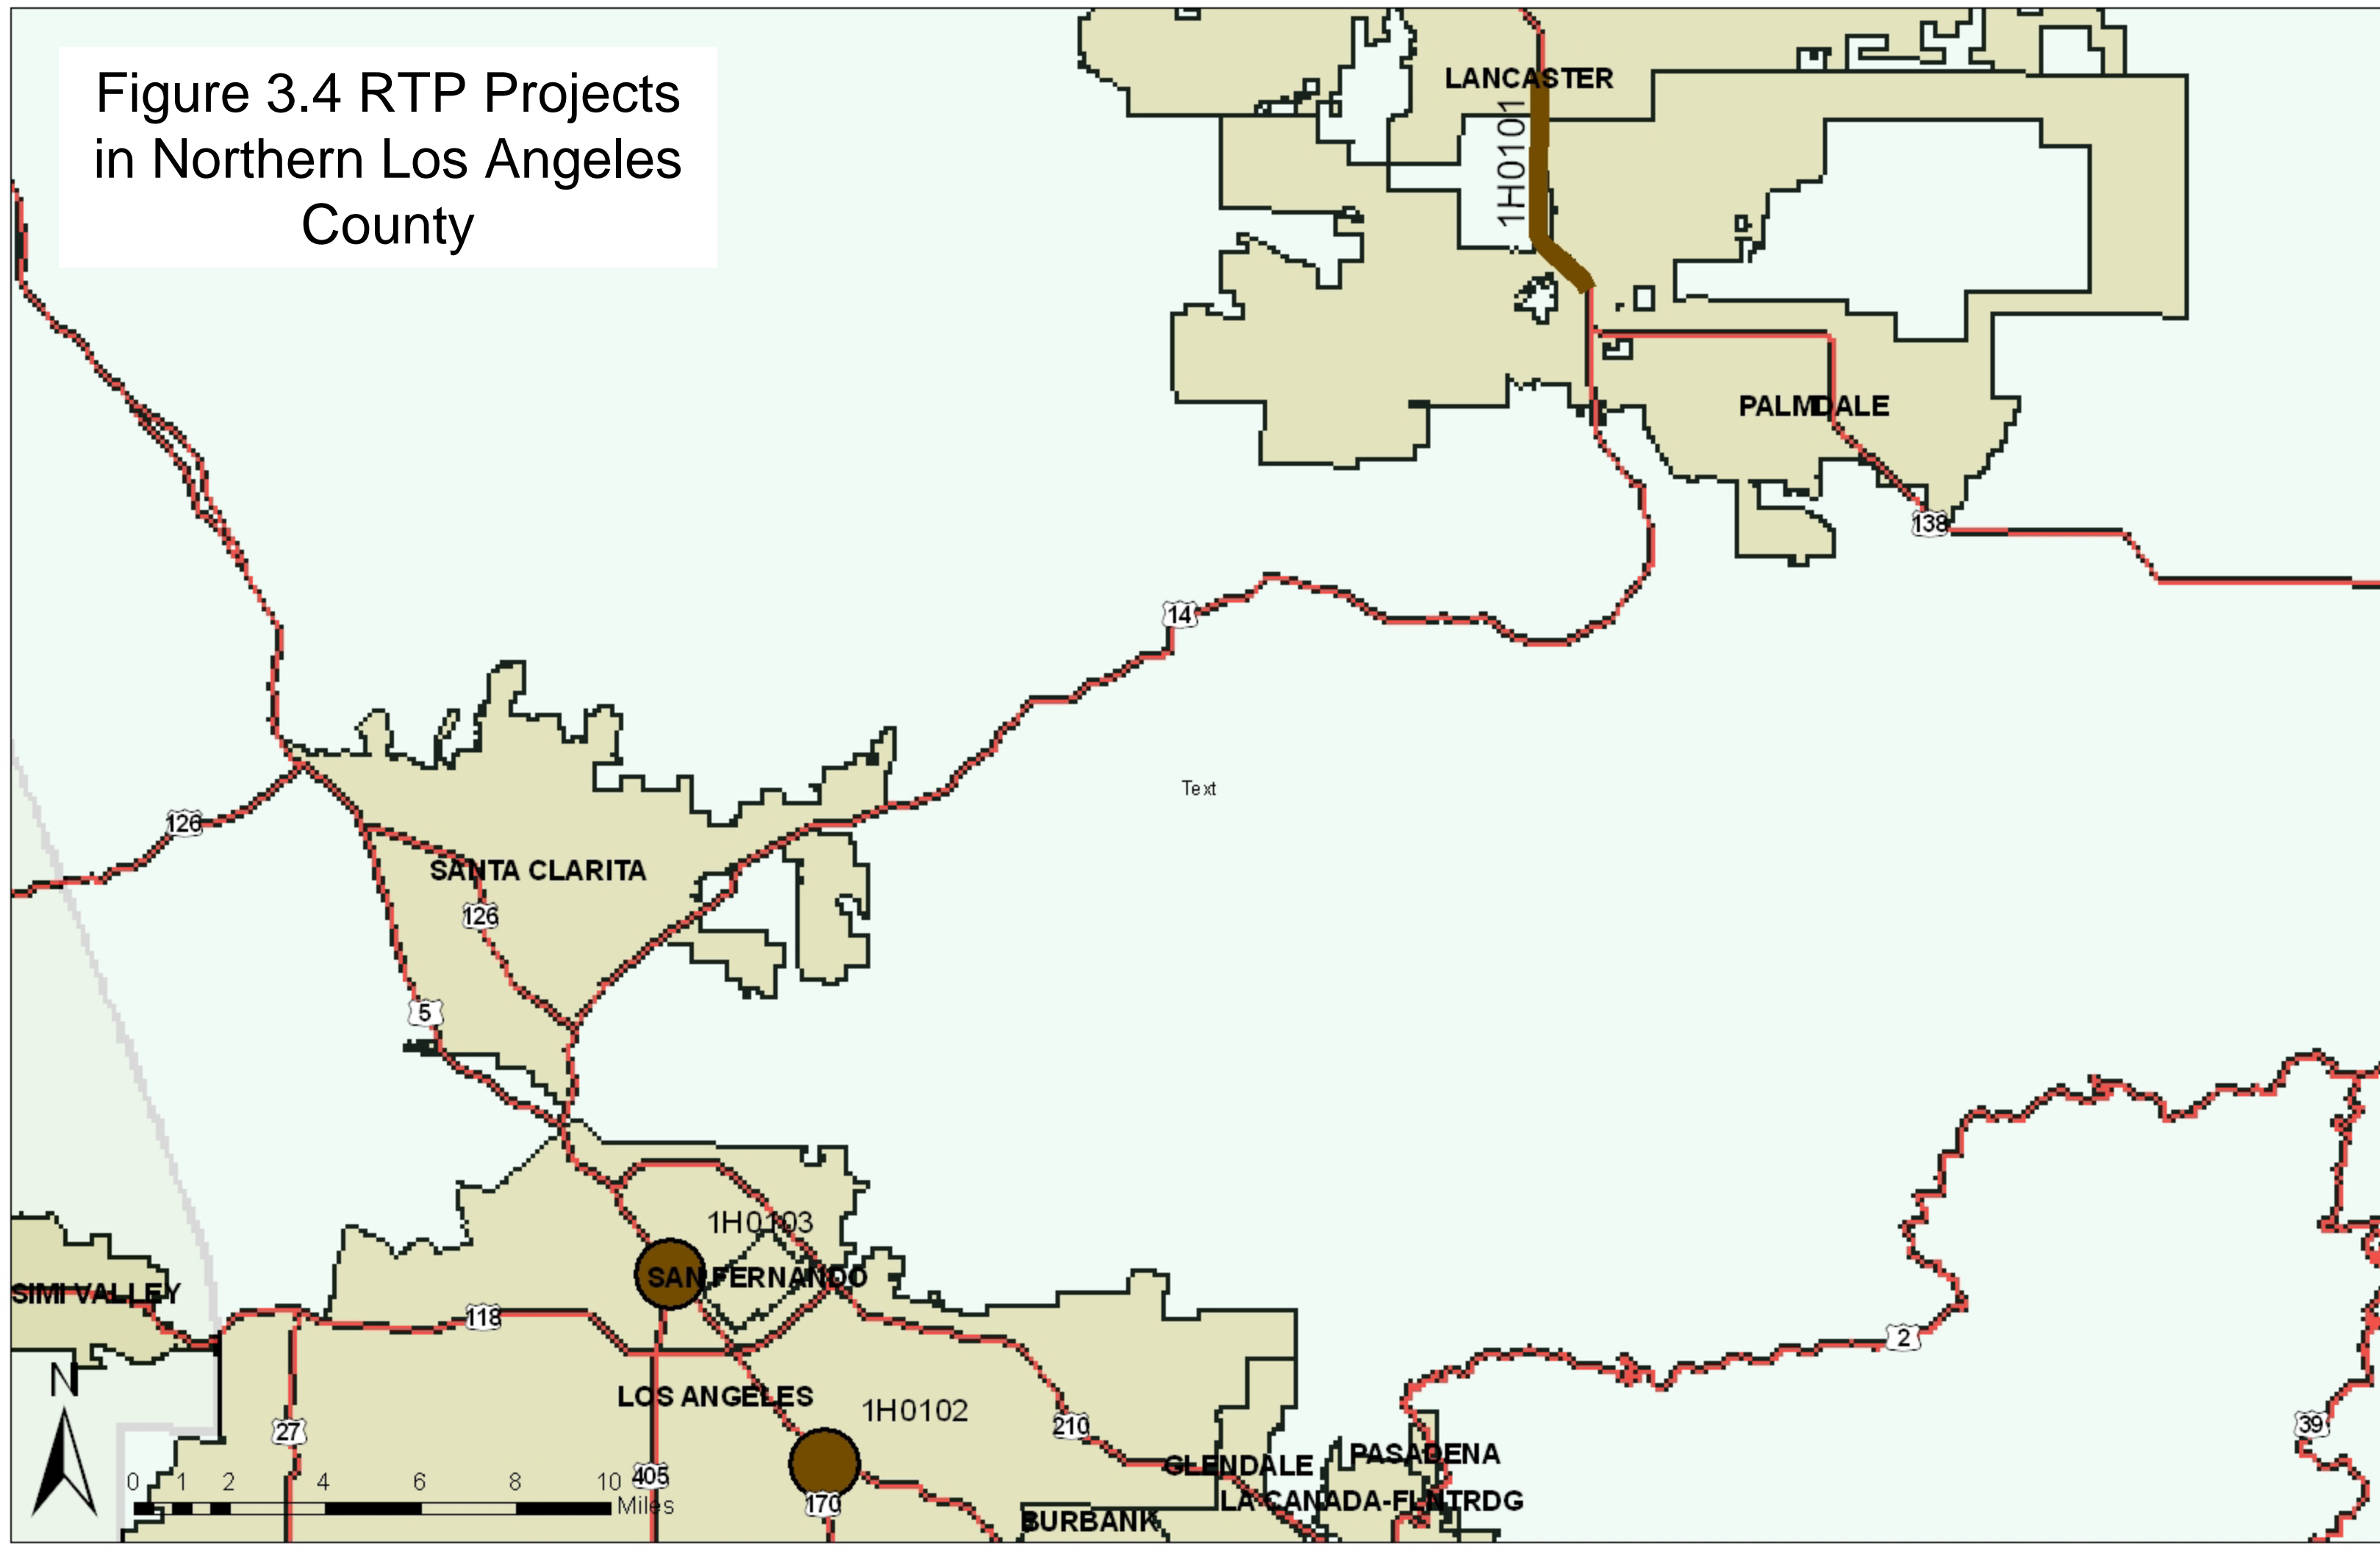 Figure 3.4 RTP Projects
in Northern Los Angeles
County
LANCASTER
1H0101
PALMDALE
138
14
Text
126
SANTA CLARITA
126
5
1H0103
SAN FERNANDO
SIMI VALLEY
118
2
N
LOS ANGELES
1H0102
27
210
39
PASADENA
GLENDALE
405
0 1 2 4 6 8 10
Miles
170
LA CANADA-FLNTRDG
BURBANK